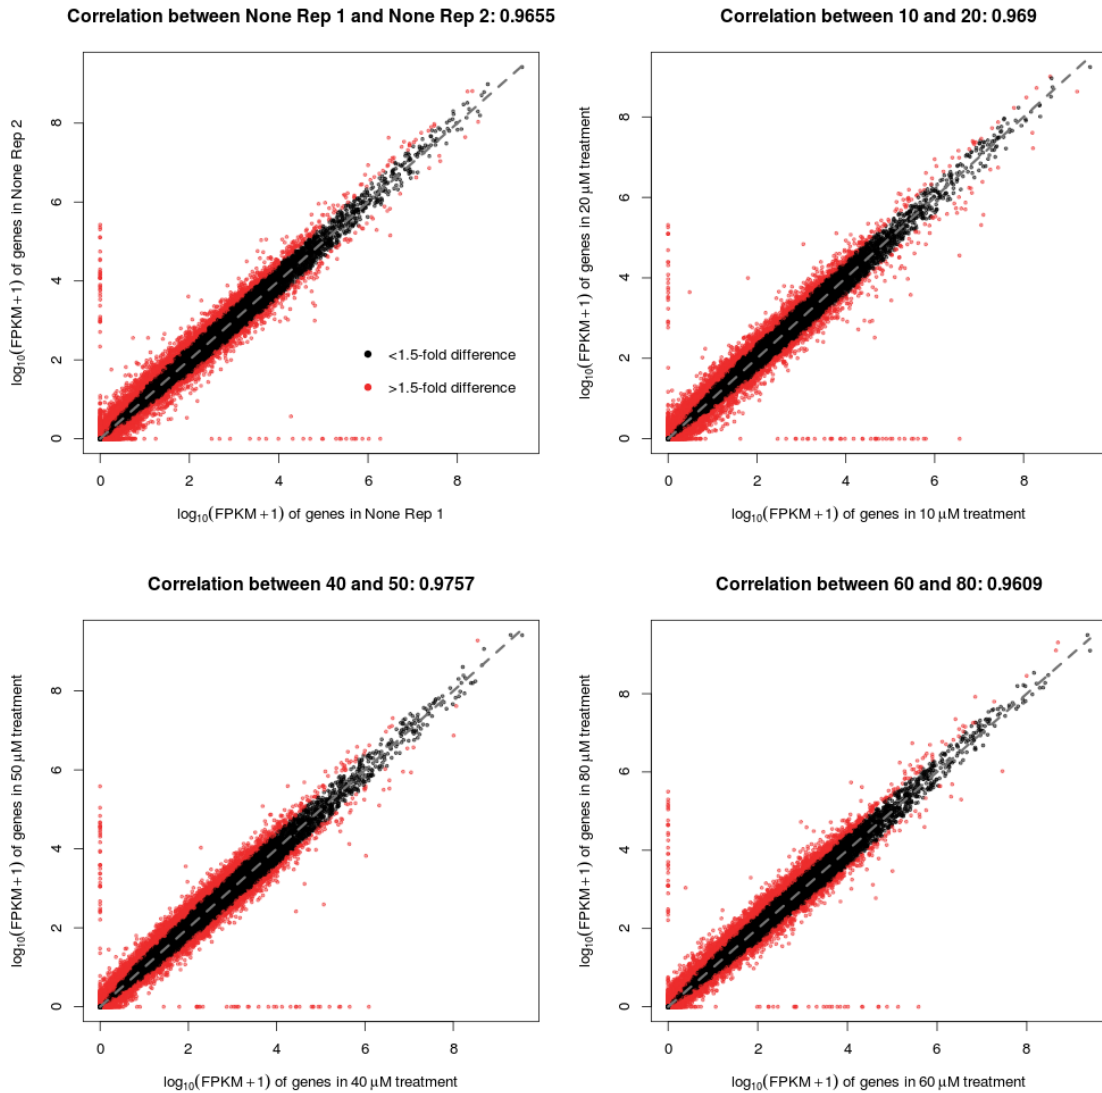 Correlation between None Rep 1 and None Rep 2: 0.9655
log10(FPKM + 1) of genes in None Rep 2
8
6
4
2
0
<1.5-fold difference
>1.5-fold difference
0 2 4 6 8
log10(FPKM + 1) of genes in None Rep 1
Correlation between 10 and 20: 0.969
log10(FPKM + 1) of genes in 20 μM treatment
8
6
4
2
0
0 2 4 6 8
log10(FPKM + 1) of genes in 10 μM treatment
Correlation between 40 and 50: 0.9757
log10(FPKM + 1) of genes in 50 μM treatment
8
6
4
2
0
0 2 4 6 8
log10(FPKM + 1) of genes in 40 μM treatment
Correlation between 60 and 80: 0.9609
log10(FPKM + 1) of genes in 80 μM treatment
8
6
4
2
0
0 2 4 6 8
log10(FPKM + 1) of genes in 60 μM treatment